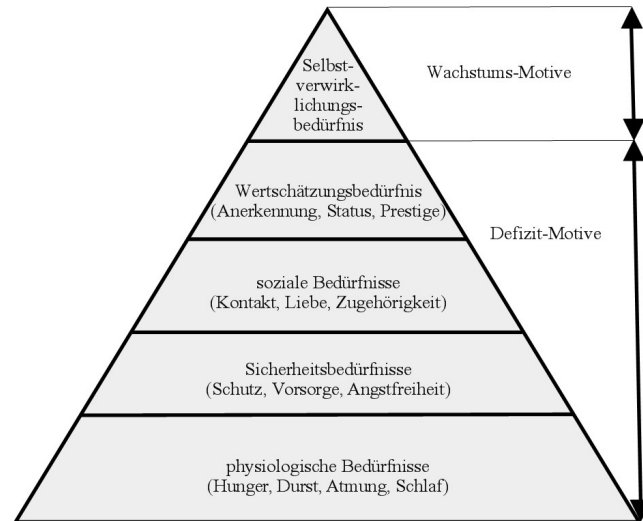 Selbst-
verwirk-
lichungs-
bedürfnis
Wachstums-Motive
Wertschätzungsbedürfnis
(Anerkennung, Status, Prestige)
Defizit-Motive
soziale Bedürfnisse
(Kontakt, Liebe, Zugehörigkeit)
Sicherheitsbedürfnisse
(Schutz, Vorsorge, Angstfreiheit)
physiologische Bedürfnisse
(Hunger, Durst, Atmung, Schlaf)